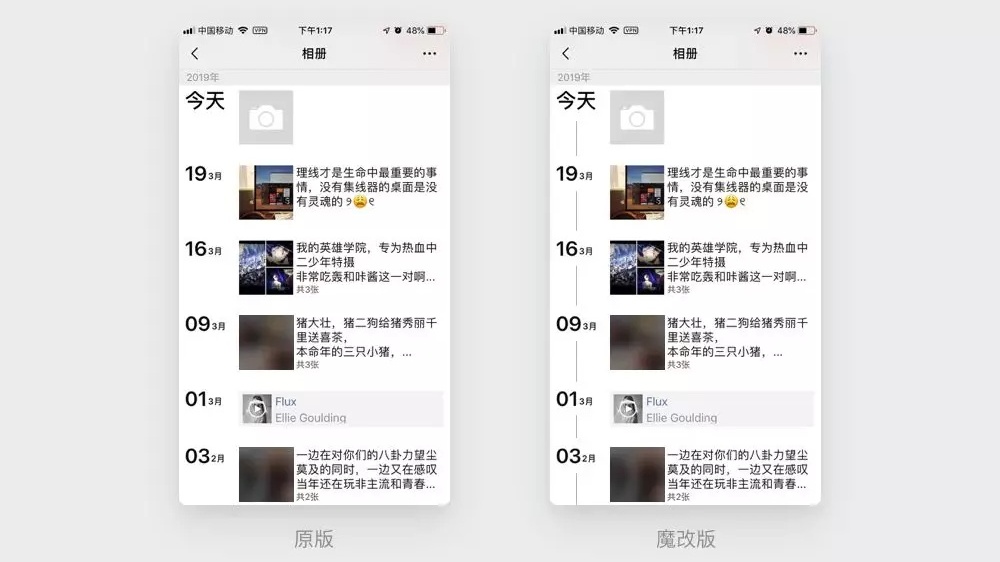 中国移动 VPN 下午1:17 48%
相册
2019年
今天
19 3月
理线才是生命中最重要的事
情，没有集线器的桌面是没
有灵魂的 ୨😩୧
16 3月
我的英雄学院，专为热血中
二少年特摄
非常吃轰和咔酱这一对啊...
共3张
09 3月
猪大壮，猪二狗给猪秀丽千
里送喜茶，
本命年的三只小猪，...
共3张
01 3月
Flux
Ellie Goulding
03 2月
一边在对你们的八卦力望尘
莫及的同时，一边又在感叹
当年还在玩非主流和青春...
共2张
原版
中国移动 VPN 下午1:17 48%
相册
2019年
今天
19 3月
理线才是生命中最重要的事
情，没有集线器的桌面是没
有灵魂的 ୨😩୧
16 3月
我的英雄学院，专为热血中
二少年特摄
非常吃轰和咔酱这一对啊...
共3张
09 3月
猪大壮，猪二狗给猪秀丽千
里送喜茶，
本命年的三只小猪，...
共3张
01 3月
Flux
Ellie Goulding
03 2月
一边在对你们的八卦力望尘
莫及的同时，一边又在感叹
当年还在玩非主流和青春...
共2张
魔改版